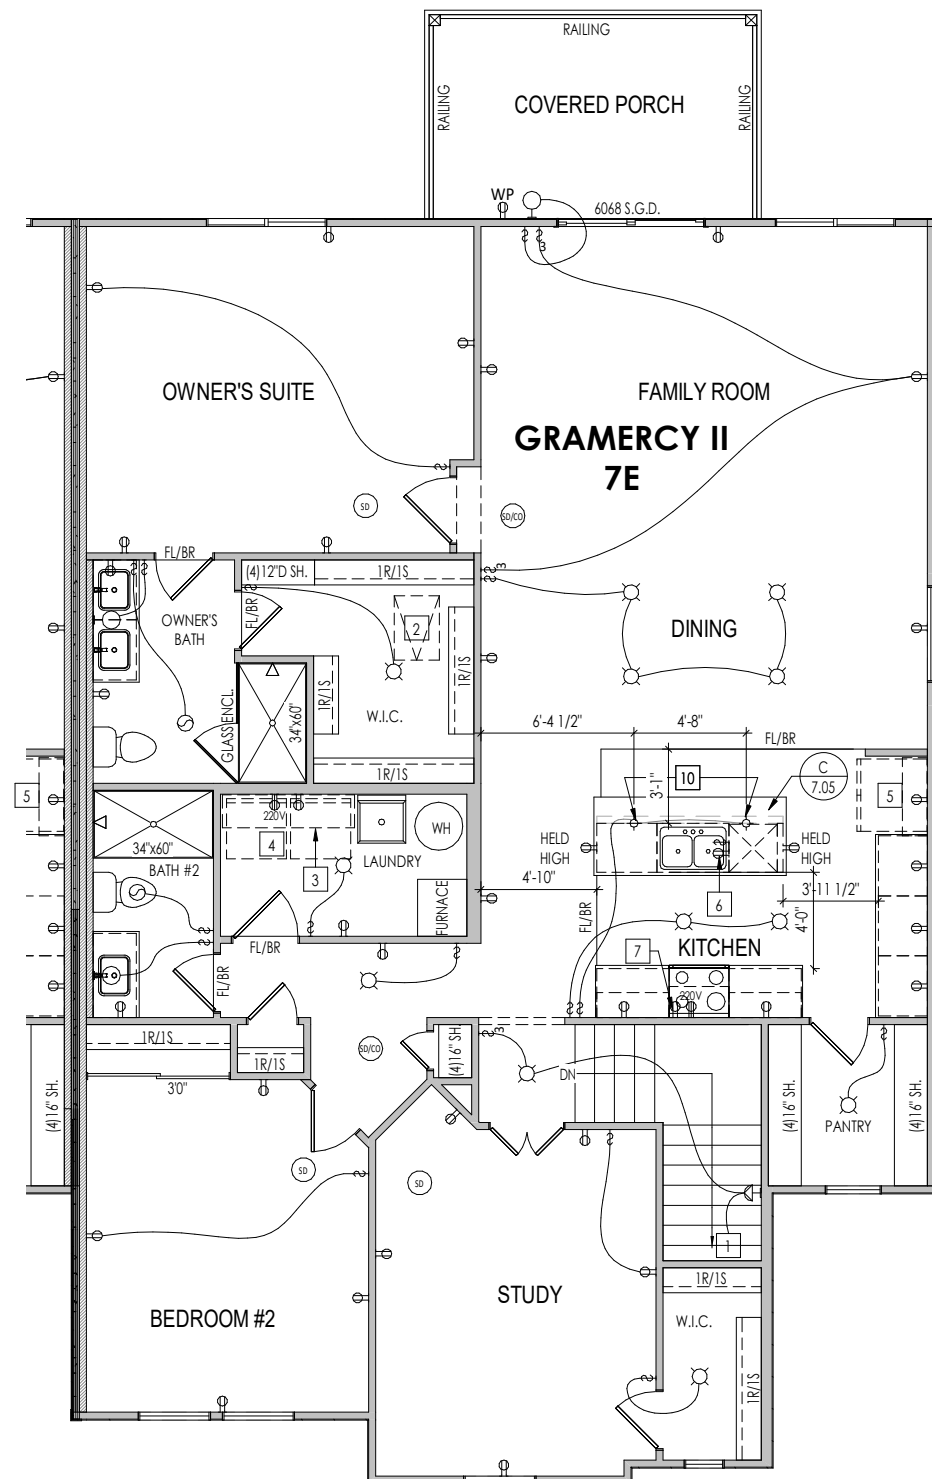 RAILING
RAILING
RAILING
COVERED PORCH
WP
6068 S.G.D.
3
OWNER'S SUITE
FAMILY ROOM
GRAMERCY II
7E
SD
SD/CO
FL/BR
(4)12"D SH.
1R/1S
3
OWNER'S
BATH
FL/BR
2
DINING
1R/1S
1R/1S
W.I.C.
GLASS ENCL.
34"x60"
1R/1S
6'-4 1/2"
4'-8"
FL/BR
C
7.05
3'-1"
10
5
5
220V
WH
4
3
LAUNDRY
34"x60"
BATH #2
HELD
HIGH
HELD
HIGH
4'-10"
6
3'-11 1/2"
4'-0"
FURNACE
FL/BR
FL/BR
FL/BR
7
KITCHEN
220V
1R/1S
1R/1S
SD/CO
(4)16" SH.
3
DN
3'0"
(4)16" SH.
(4)16" SH.
PANTRY
(4)16" SH.
SD
SD
1
STUDY
BEDROOM #2
1R/1S
W.I.C.
1R/1S